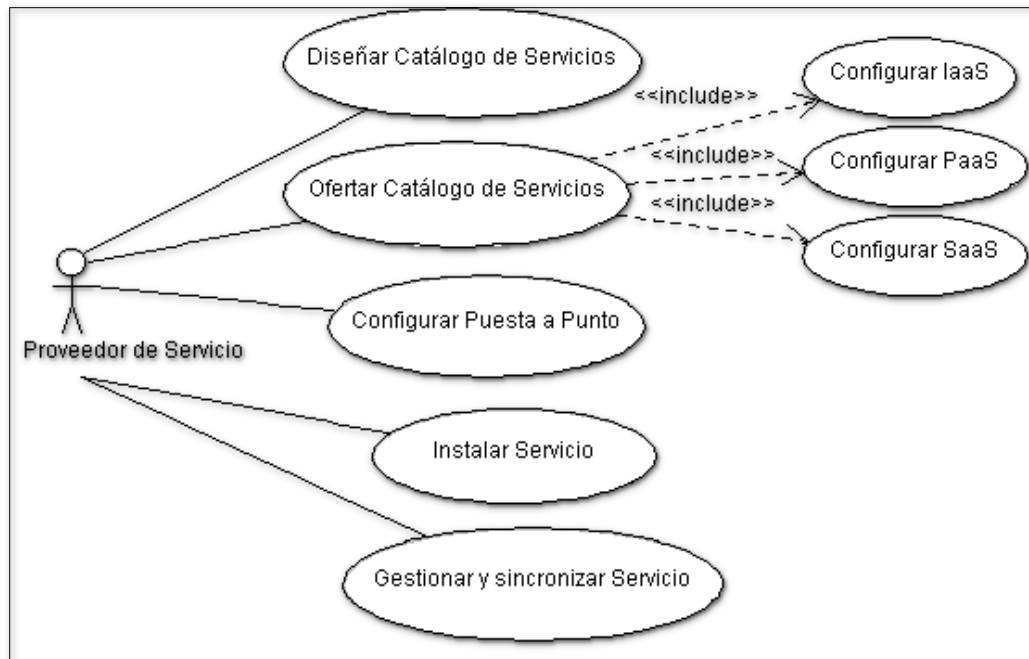 Diseñar Catálogo de Servicios
Configurar IaaS
<<include>>
Ofertar Catálogo de Servicios
<<include>>
Configurar PaaS
<<include>>
Configurar SaaS
Configurar Puesta a Punto
Proveedor de Servicio
Instalar Servicio
Gestionar y sincronizar Servicio